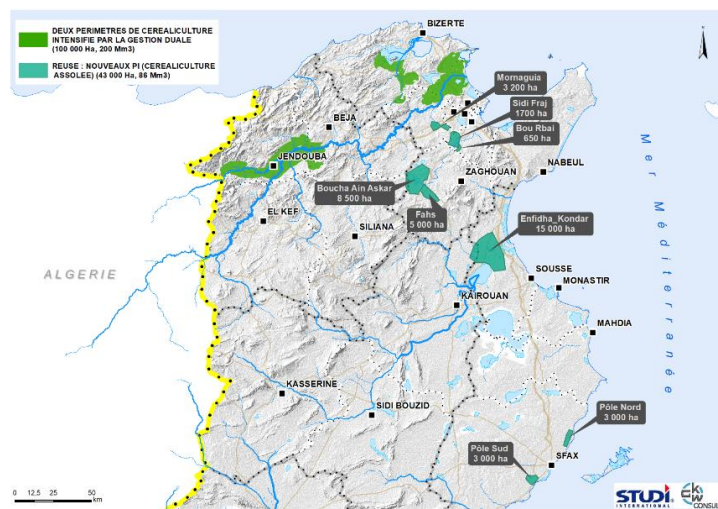 DEUX PERIMETRES DE CEREALICULTURE
INTENSIFIE PAR LA GESTION DUALE
(100 000 Ha, 200 Mm3)
REUSE : NOUVEAUX PI (CEREALICULTURE
ASSOLEE) (43 000 HA, 86 Mm3)
BIZERTE
Mornaguia
3 200 ha
Sidi Fraj
1700 ha
Bou Rbai
650 ha
BEJA
JENDOUBA
NABEUL
ZAGHOUAN
Boucha Ain Askar
8 500 ha
Fahs
5 000 ha
EL KEF
SILIANA
Enfidha_Kondar
15 000 ha
ALGERIE
Mer Méditerranée
SOUSSE
MONASTIR
KAIROUAN
MAHDIA
KASSERINE
SIDI BOUZID
Pôle Nord
3 000 ha
Pôle Sud
3 000 ha
SFAX
0 12,5 25 50
km
STUDI
INTERNATIONAL
CONSUL